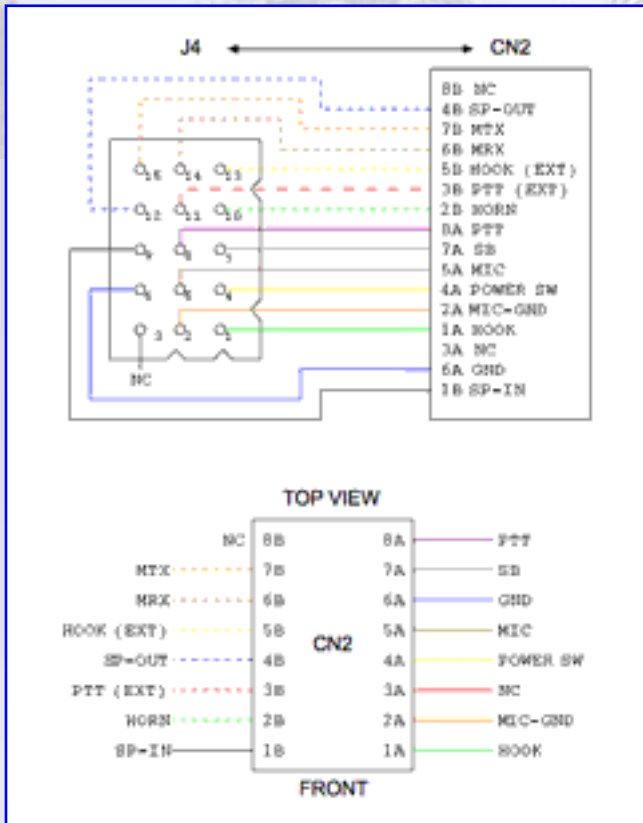 J4 CN2
8B NC
4B SP-OUT
7B MTX
6B MRX
5B HOOK (EXT)
3B PTT (EXT)
2B HORN
8A PTT
7A SB
5A MIC
4A POWER SW
2A MIC-GND
1A HOOK
3A NC
6A GND
1B SP-IN
15 14 13
12 11 10
9 8 7
6 5 4
3 2 1
NC
TOP VIEW
NC 8B 8A PTT
MTX 7B 7A SB
MRX 6B 6A GND
HOOK (EXT) 5B 5A MIC
CN2
SP-OUT 4B 4A POWER SW
PTT (EXT) 3B 3A NC
HORN 2B 2A MIC-GND
SP-IN 1B 1A HOOK
FRONT